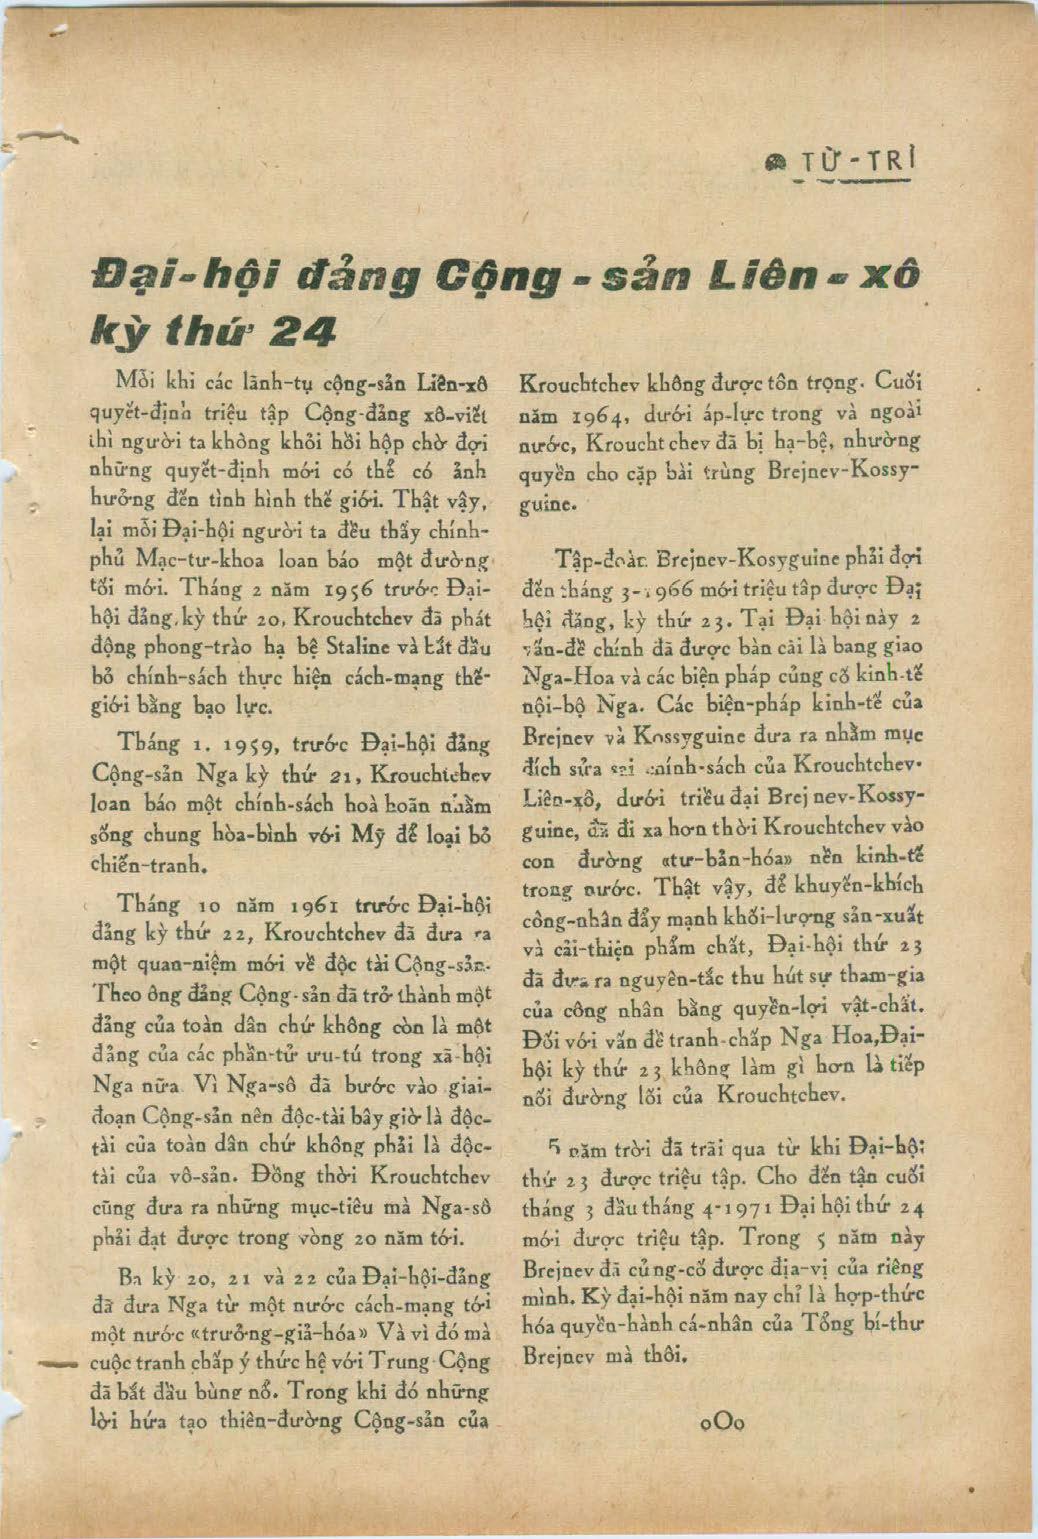 TỪ-TRÌ
Đại-hội đảng Cộng-sản Liên-xô
kỳ thứ 24
Mỗi khi các lãnh-tụ cộng-sản Liên-xô
quyết-định triệu tập Cộng-đảng xô-viết
thì người ta không khỏi hồi hộp chờ đợi
những quyết-định mới có thể có ảnh
hưởng đến tình hình thế giới. Thật vậy,
lại mỗi Đại-hội người ta đều thấy chính-
phủ Mạc-tư-khoa loan báo một đường
tối mới. Tháng 2 năm 1956 trước Đại-
hội đảng, kỳ thứ 20, Krouchtchev đã phát
động phong-trào hạ bệ Staline và bắt đầu
bỏ chính-sách thực hiện cách-mạng thế-
giới bằng bạo lực.
Tháng 1. 1959, trước Đại-hội đảng
Cộng-sản Nga kỳ thứ 21, Krouchtchev
loan báo một chính-sách hoà hoãn nhằm
sống chung hòa-bình với Mỹ để loại bỏ
chiến-tranh.
Tháng 10 năm 1961 trước Đại-hội
đảng kỳ thứ 22, Krouchtchev đã đưa ra
một quan-niệm mới về độc tài Cộng-sản.
Theo ông đảng Cộng-sản đã trở thành một
đảng của toàn dân chứ không còn là một
đảng của các phần-tử ưu-tú trong xã-hội
Nga nữa Vì Nga-sô đã bước vào giai-
đoạn Cộng-sản nên độc-tài bây giờ là độc-
tài của toàn dân chứ không phải là độc-
tài của vô-sản. Đồng thời Krouchtchev
cũng đưa ra những mục-tiêu mà Nga-sô
phải đạt được trong vòng 20 năm tới.
Ba kỳ 20, 21 và 22 của Đại-hội-đảng
đã đưa Nga từ một nước cách-mạng tới
một nước «trưởng-giả-hóa» Và vì đó mà
cuộc tranh chấp ý thức hệ với Trung Cộng
đã bắt đầu bùng nổ. Trong khi đó những
lời hứa tạo thiên-đường Cộng-sản của
Krouchtchev không được tôn trọng. Cuối
năm 1964, dưới áp-lực trong và ngoài
nước, Kroucht chev đã bị hạ-bệ, nhường
quyền cho cặp bài trùng Brejnev-Kossy-
guine.
Tập-đoàn Brejnev-Kosyguine phải đợi
đến tháng 3-1966 mới triệu tập được Đại
hội đảng, kỳ thứ 23. Tại Đại hội này 2
vấn-đề chính đã được bàn cãi là bang giao
Nga-Hoa và các biện pháp củng cố kinh-tế
nội-bộ Nga. Các biện-pháp kinh-tế của
Brejnev và Kossyguine đưa ra nhằm mục
đích sửa sai chính-sách của Krouchtchev.
Liên-xô, dưới triều đại Brej nev-Kossy-
guine, đã đi xa hơn thời Krouchtchev vào
con đường «tư-bản-hóa» nền kinh-tế
trong nước. Thật vậy, để khuyến-khích
công-nhân đẩy mạnh khối-lượng sản-xuất
và cải-thiện phẩm chất, Đại-hội thứ 23
đã đưa ra nguyên-tắc thu hút sự tham-gia
của công nhân bằng quyền-lợi vật-chất.
Đối với vấn đề tranh-chấp Nga Hoa, Đại-
hội kỳ thứ 23 không làm gì hơn là tiếp
nối đường lối của Krouchtchev.
5 năm trời đã trãi qua từ khi Đại-hội
thứ 23 được triệu tập. Cho đến tận cuối
tháng 3 đầu tháng 4-1971 Đại hội thứ 24
mới được triệu tập. Trong 5 năm này
Brejnev đã củng-cố được địa-vị của riêng
mình. Kỳ đại-hội năm nay chỉ là hợp-thức
hóa quyền-hành cá-nhân của Tổng bí-thư
Brejnev mà thôi.
oOo